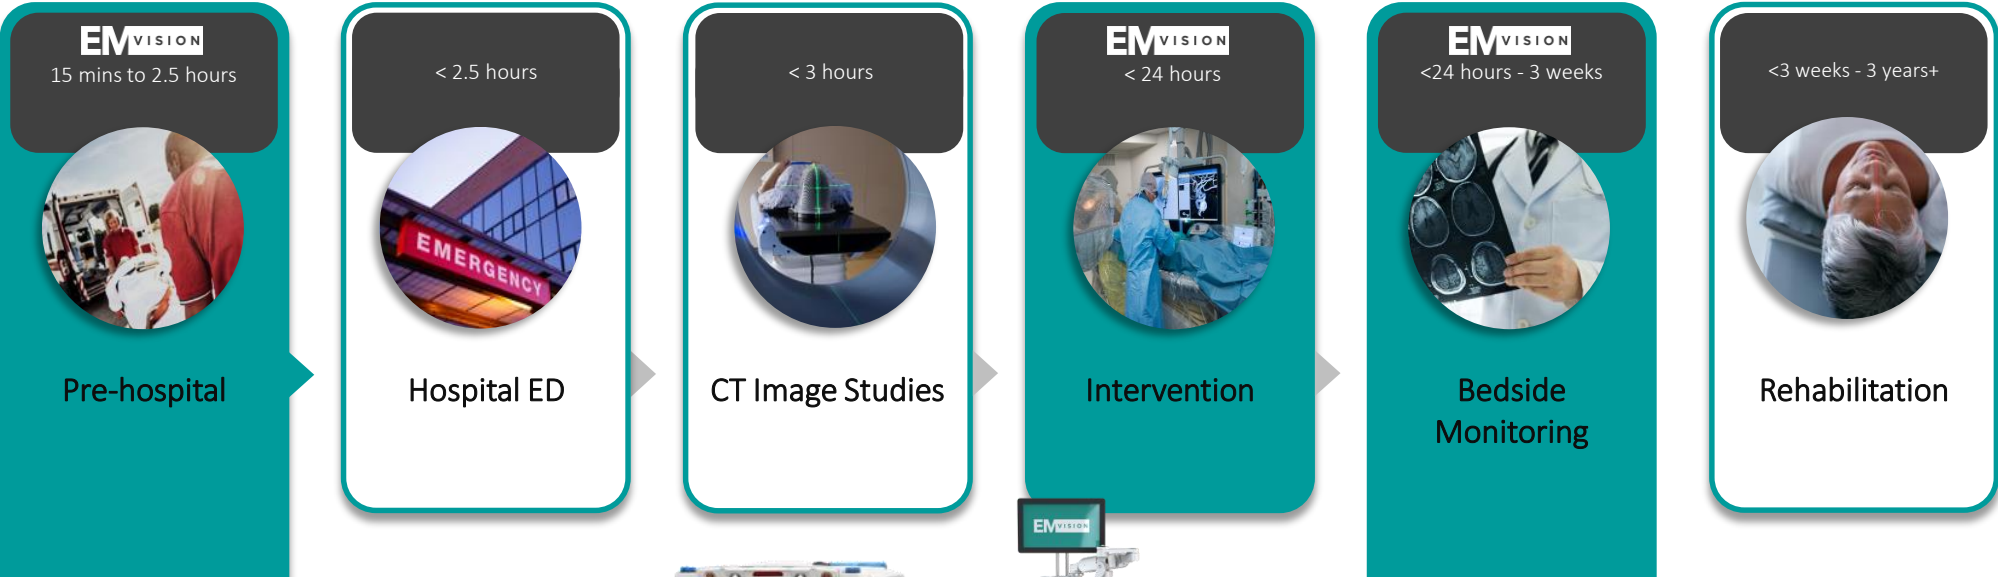 EMVISION
15 mins to 2.5 hours
Pre-hospital
< 2.5 hours
EMERGENCY
Hospital ED
< 3 hours
CT Image Studies
EMVISION
< 24 hours
Intervention
EMVISION
EMVISION
<24 hours - 3 weeks
Bedside
Monitoring
<3 weeks - 3 years+
Rehabilitation